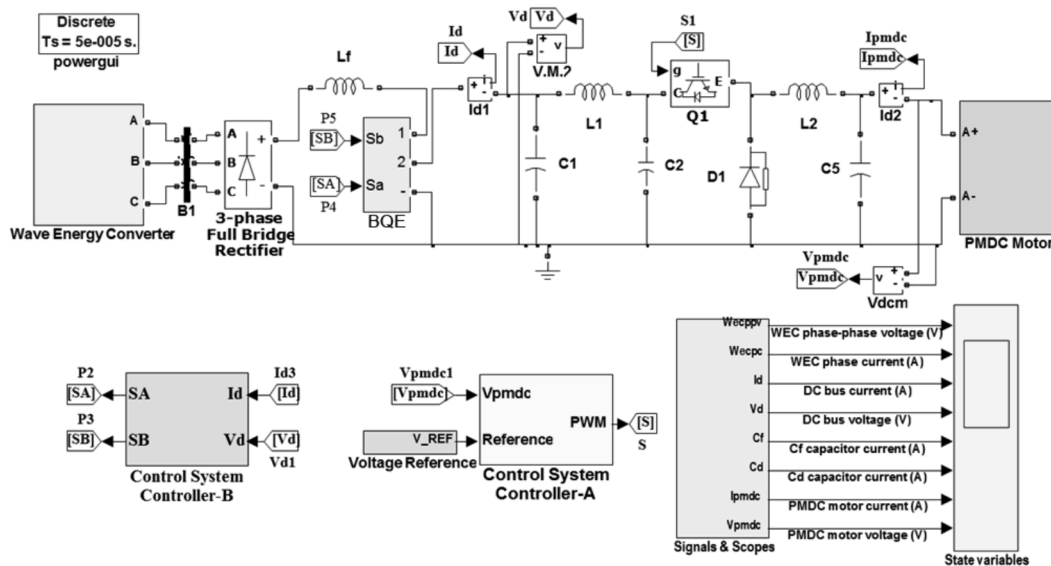 Discrete
Ts = 5e-005 s.
powergui
Lf
Id
Id
Vd
Vd
V.M.2
Id1
S1
[S]
g
C
E
Q1
L1
L2
Ipmdc
Ipmdc
Id2
A
B
C
B1
A
B
C
+
-
P5
[SB]
[SA]
P4
Sb
Sa
1
2
-
BQE
C1
C2
D1
C5
A+
A-
Wave Energy Converter
3-phase
Full Bridge
Rectifier
PMDC Motor
Vpmdc
Vpmdc
v
Vdcm
P2
[SA]
P3
[SB]
SA
SB
Id
Vd
Id3
[Id]
[Vd]
Vd1
Control System
Controller-B
Vpmdc1
[Vpmdc]
V_REF
Voltage Reference
Vpmdc
Reference
PWM
[S]
S
Control System
Controller-A
Wecppv
WEC phase-phase voltage (V)
Wecpc
WEC phase current (A)
Id
DC bus current (A)
Vd
DC bus voltage (V)
Cf
Cf capacitor current (A)
Cd
Cd capacitor current (A)
Ipmdc
PMDC motor current (A)
Vpmdc
PMDC motor voltage (V)
Signals & Scopes
State variables